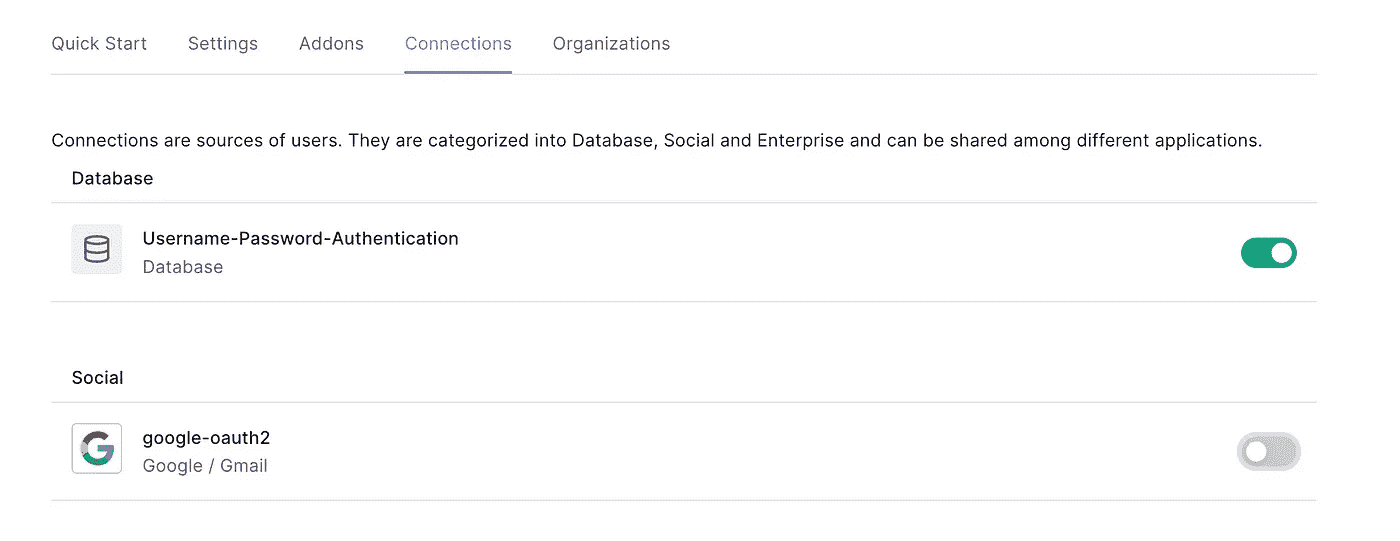 Quick Start Settings Addons Connections Organizations
Connections are sources of users. They are categorized into Database, Social and Enterprise and can be shared among different applications.
Database
Username-Password-Authentication
Database
Social
google-oauth2
Google / Gmail